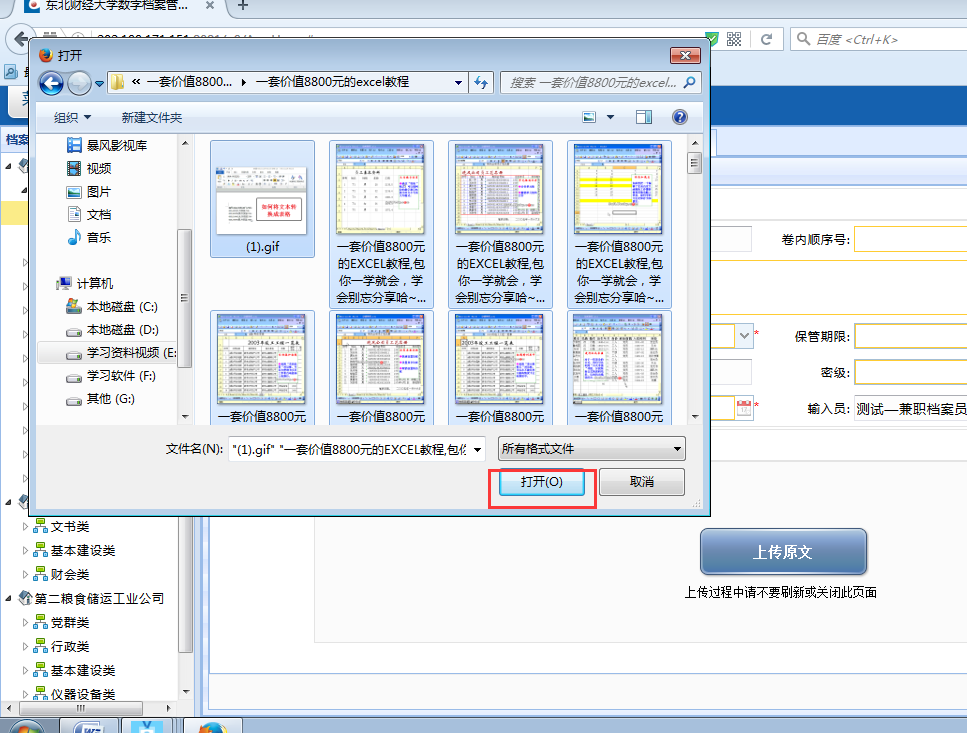 东北财经大学数字档案管...
百度 <Ctrl+K>
打开
« 一套价值8800... 一套价值8800元的excel教程
搜索 一套价值8800元的excel...
组织 新建文件夹
档案
暴风影视库
视频
图片
文档
音乐
计算机
本地磁盘 (C:)
本地磁盘 (D:)
学习资料视频 (E:
学习软件 (F:)
其他 (G:)
如何将文本转
换成表格
(1).gif
一套价值8800元
的EXCEL教程,包
你一学就会，学
会别忘分享哈~...
一套价值8800元
的EXCEL教程,包
你一学就会，学
会别忘分享哈~...
一套价值8800元
的EXCEL教程,包
你一学就会，学
会别忘分享哈~...
一套价值8800元
一套价值8800元
一套价值8800元
一套价值8800元
文件名(N):
"(1).gif" "一套价值8800元的EXCEL教程,包你
所有格式文件
打开(O)
取消
卷内顺序号:
*
保管期限:
密级:
*
输入员:
测试—兼职档案员
文书类
基本建设类
财会类
第二粮食储运工业公司
党群类
行政类
基本建设类
仪器设备类
上传原文
上传过程中请不要刷新或关闭此页面